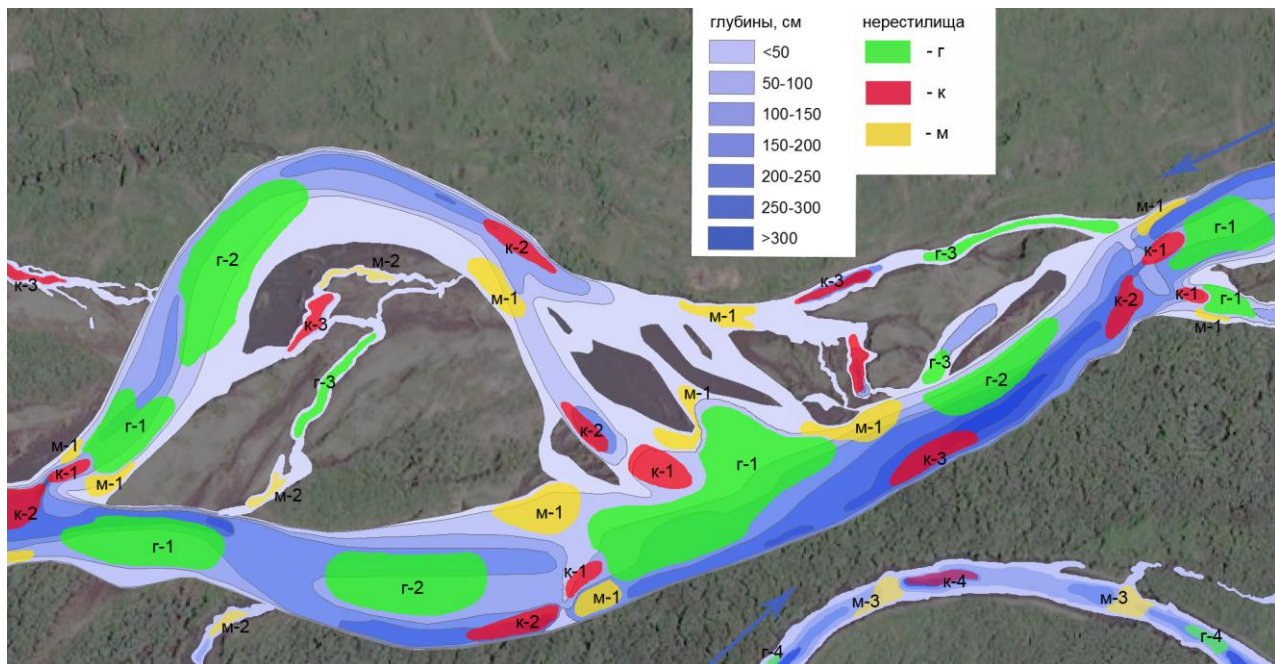 глубины, см
<50
50-100
100-150
150-200
200-250
250-300
>300
нерестилища
- г
- к
- м
м-1
г-1
к-1
к-2
г-3
к-2
г-2
м-2
к-3
к-3
к-1
г-1
м-1
м-1
м-1
к-3
г-3
г-3
г-2
м-1
г-1
к-2
м-1
м-1
к-1
г-1
к-3
к-1
м-1
к-2
м-2
м-1
г-1
г-2
к-1
м-1
к-2
м-2
к-4
м-3
м-3
г-4
г-4